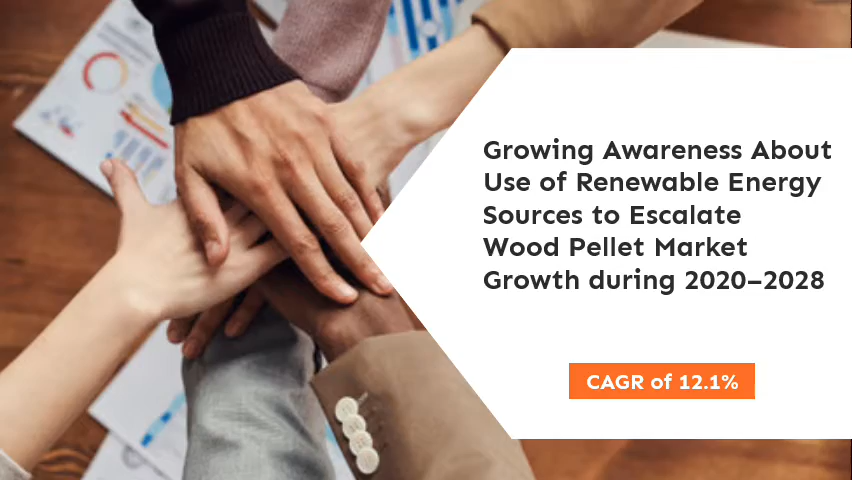 Growing Awareness About
Use of Renewable Energy
Sources to Escalate
Wood Pellet Market
Growth during 2020–2028
CAGR of 12.1%